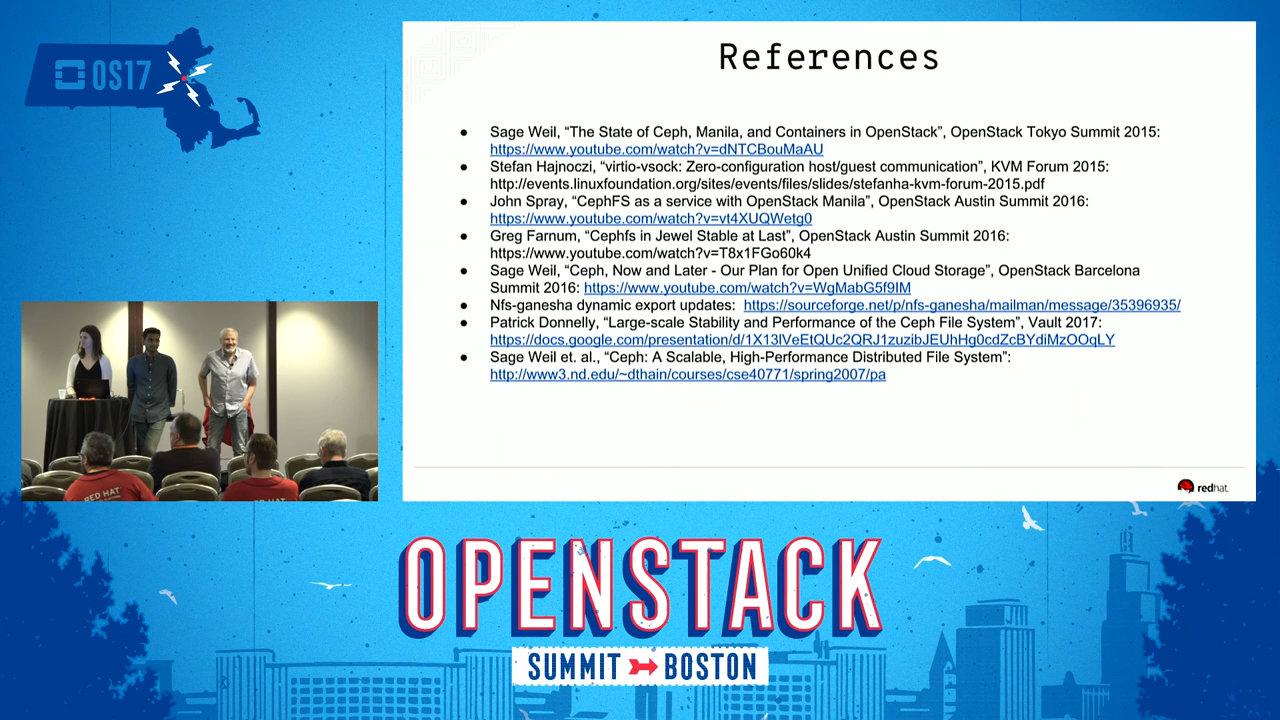 OS17
References
● Sage Weil, “The State of Ceph, Manila, and Containers in OpenStack”, OpenStack Tokyo Summit 2015:
https://www.youtube.com/watch?v=dNTCBouMaAU
● Stefan Hajnoczi, “virtio-vsock: Zero-configuration host/guest communication”, KVM Forum 2015:
http://events.linuxfoundation.org/sites/events/files/slides/stefanha-kvm-forum-2015.pdf
● John Spray, “CephFS as a service with OpenStack Manila”, OpenStack Austin Summit 2016:
https://www.youtube.com/watch?v=vt4XUQWetg0
● Greg Farnum, “Cephfs in Jewel Stable at Last”, OpenStack Austin Summit 2016:
https://www.youtube.com/watch?v=T8x1FGo60k4
● Sage Weil, “Ceph, Now and Later - Our Plan for Open Unified Cloud Storage”, OpenStack Barcelona
Summit 2016: https://www.youtube.com/watch?v=WgMabG5f9IM
● Nfs-ganesha dynamic export updates: https://sourceforge.net/p/nfs-ganesha/mailman/message/35396935/
● Patrick Donnelly, “Large-scale Stability and Performance of the Ceph File System”, Vault 2017:
https://docs.google.com/presentation/d/1X13lVeEtQUc2QRJ1zuzibJEUhHg0cdZcBYdiMzOOqLY
● Sage Weil et. al., “Ceph: A Scalable, High-Performance Distributed File System”:
http://www3.nd.edu/~dthain/courses/cse40771/spring2007/pa
redhat.
RED HAT
RED HAT
OPENSTACK
SUMMIT BOSTON